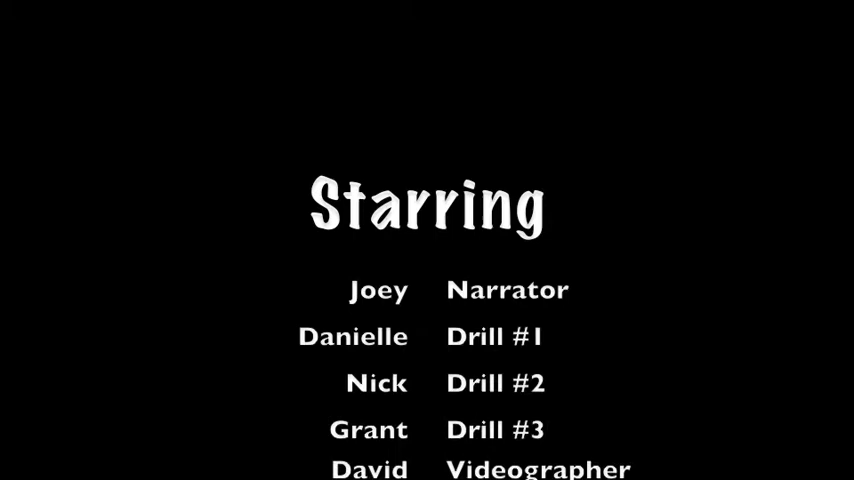 Starring
Joey Narrator
Danielle Drill #1
Nick Drill #2
Grant Drill #3
David Videographer